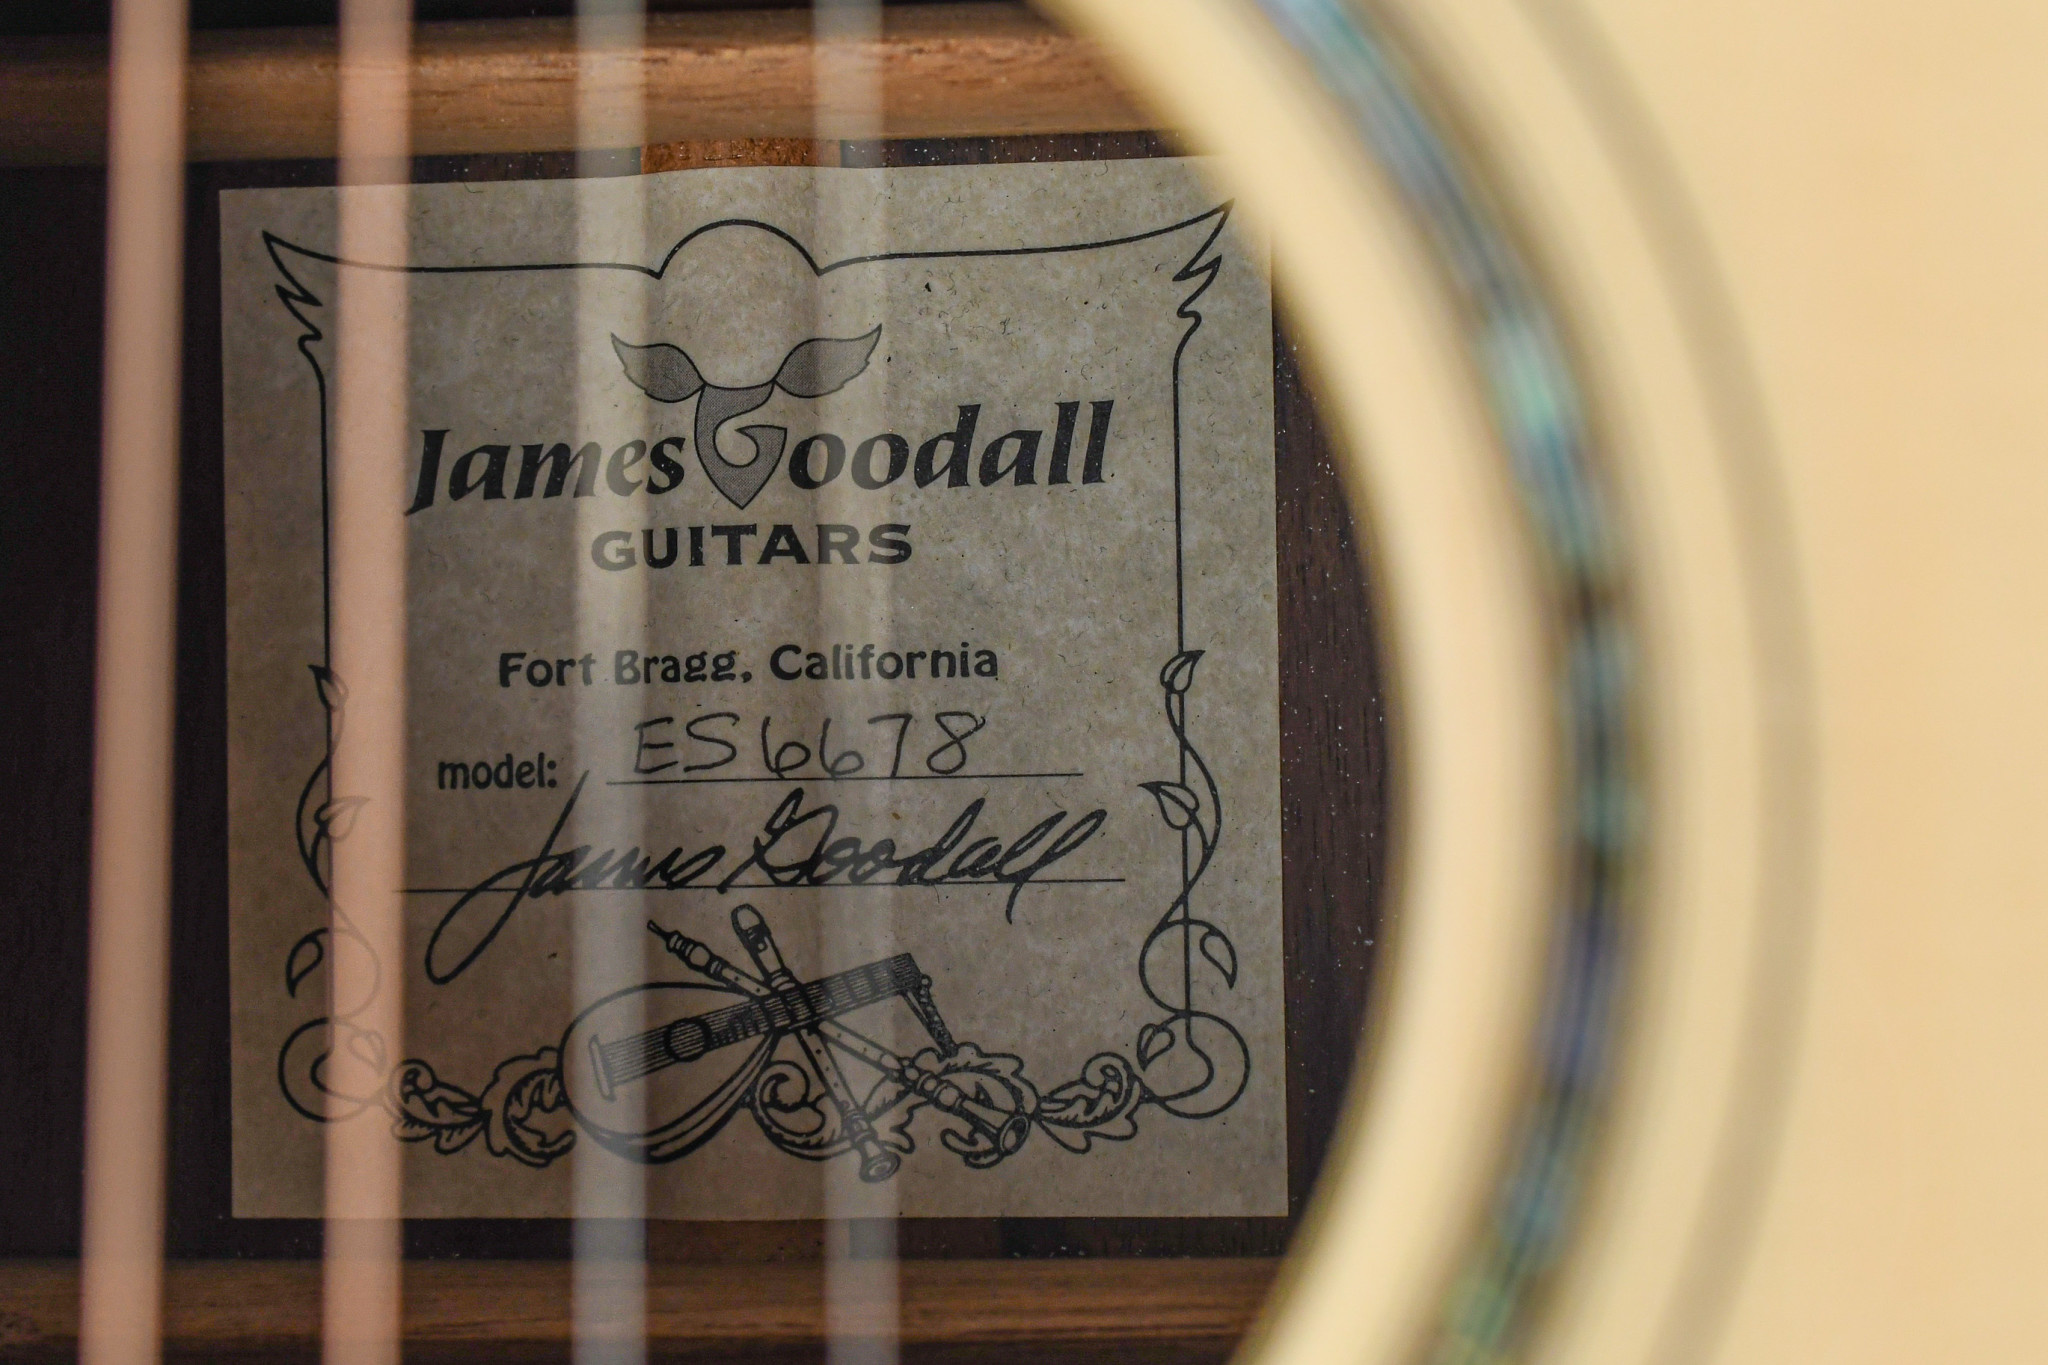 James Goodall
GUITARS
Fort Bragg, California
model: ES6678
James Goodall